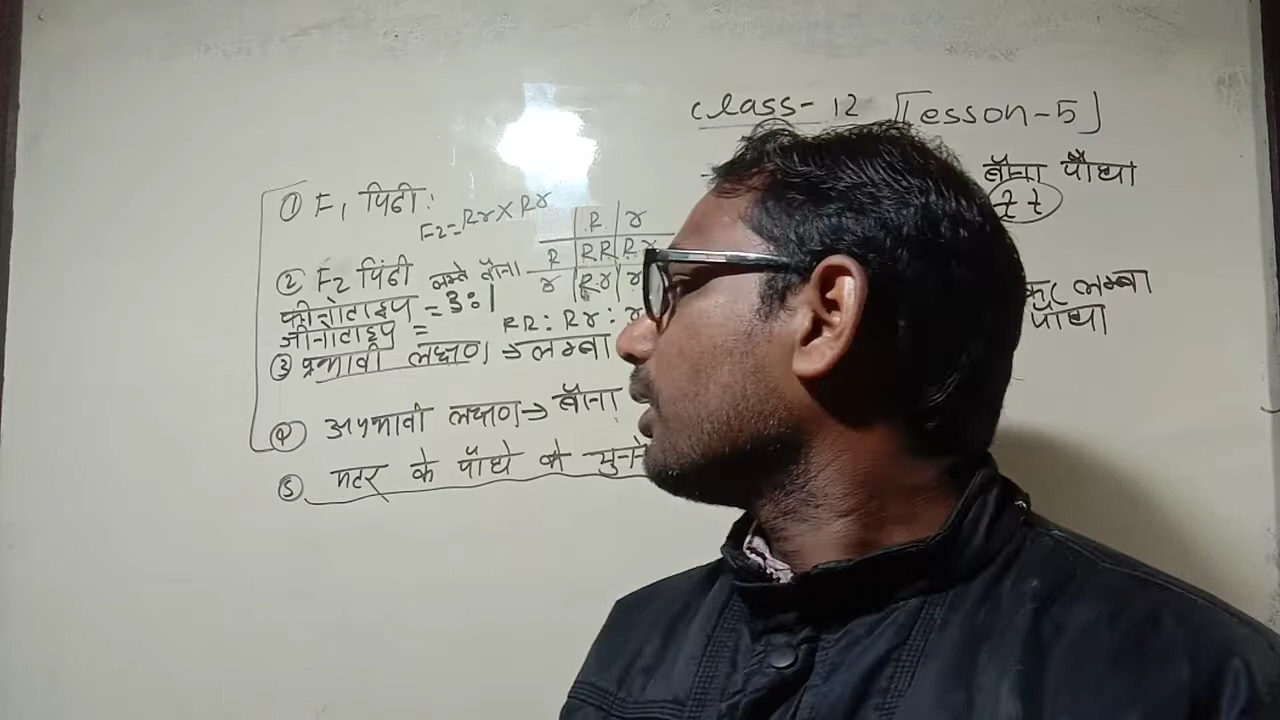 class-12 [Lesson-5]
बौना पौधा
rr
① F₁ पिढी:
F2=Rr X Rr
R r
R RR Rr
r Rr r
② F₂ पिढी लम्बे बौना
फीनोटाइप = 3:1
जीनोटाइप = RR: Rr: r
③ प्रभावी लक्षण → लम्बा
लम्बा
पौधा
④ अप्रभावी लक्षण → बौना
⑤ मटर के पौधे को चुनने